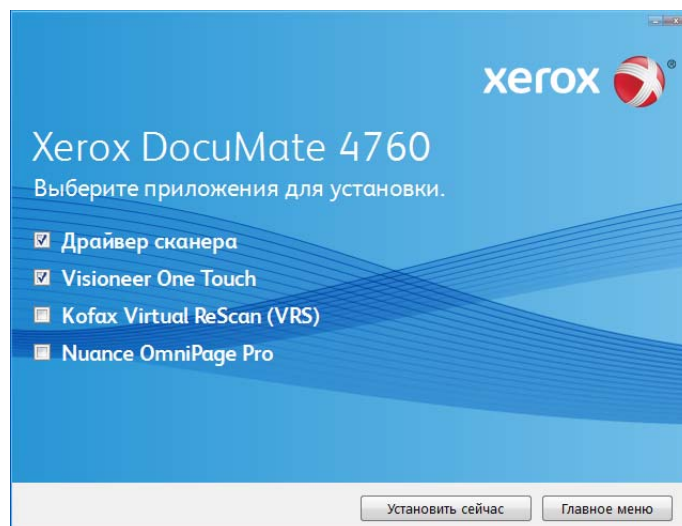 xerox ®
Xerox DocuMate 4760
Выберите приложения для установки.
Драйвер сканера
Visioneer One Touch
Kofax Virtual ReScan (VRS)
Nuance OmniPage Pro
Установить сейчас Главное меню